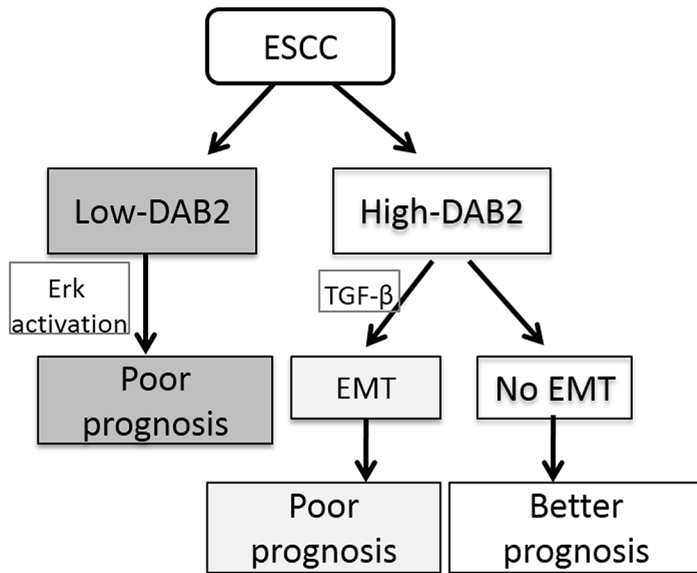 ESCC
Low-DAB2
High-DAB2
Erk
activation
TGF-β
Poor
prognosis
EMT
No EMT
Poor
prognosis
Better
prognosis